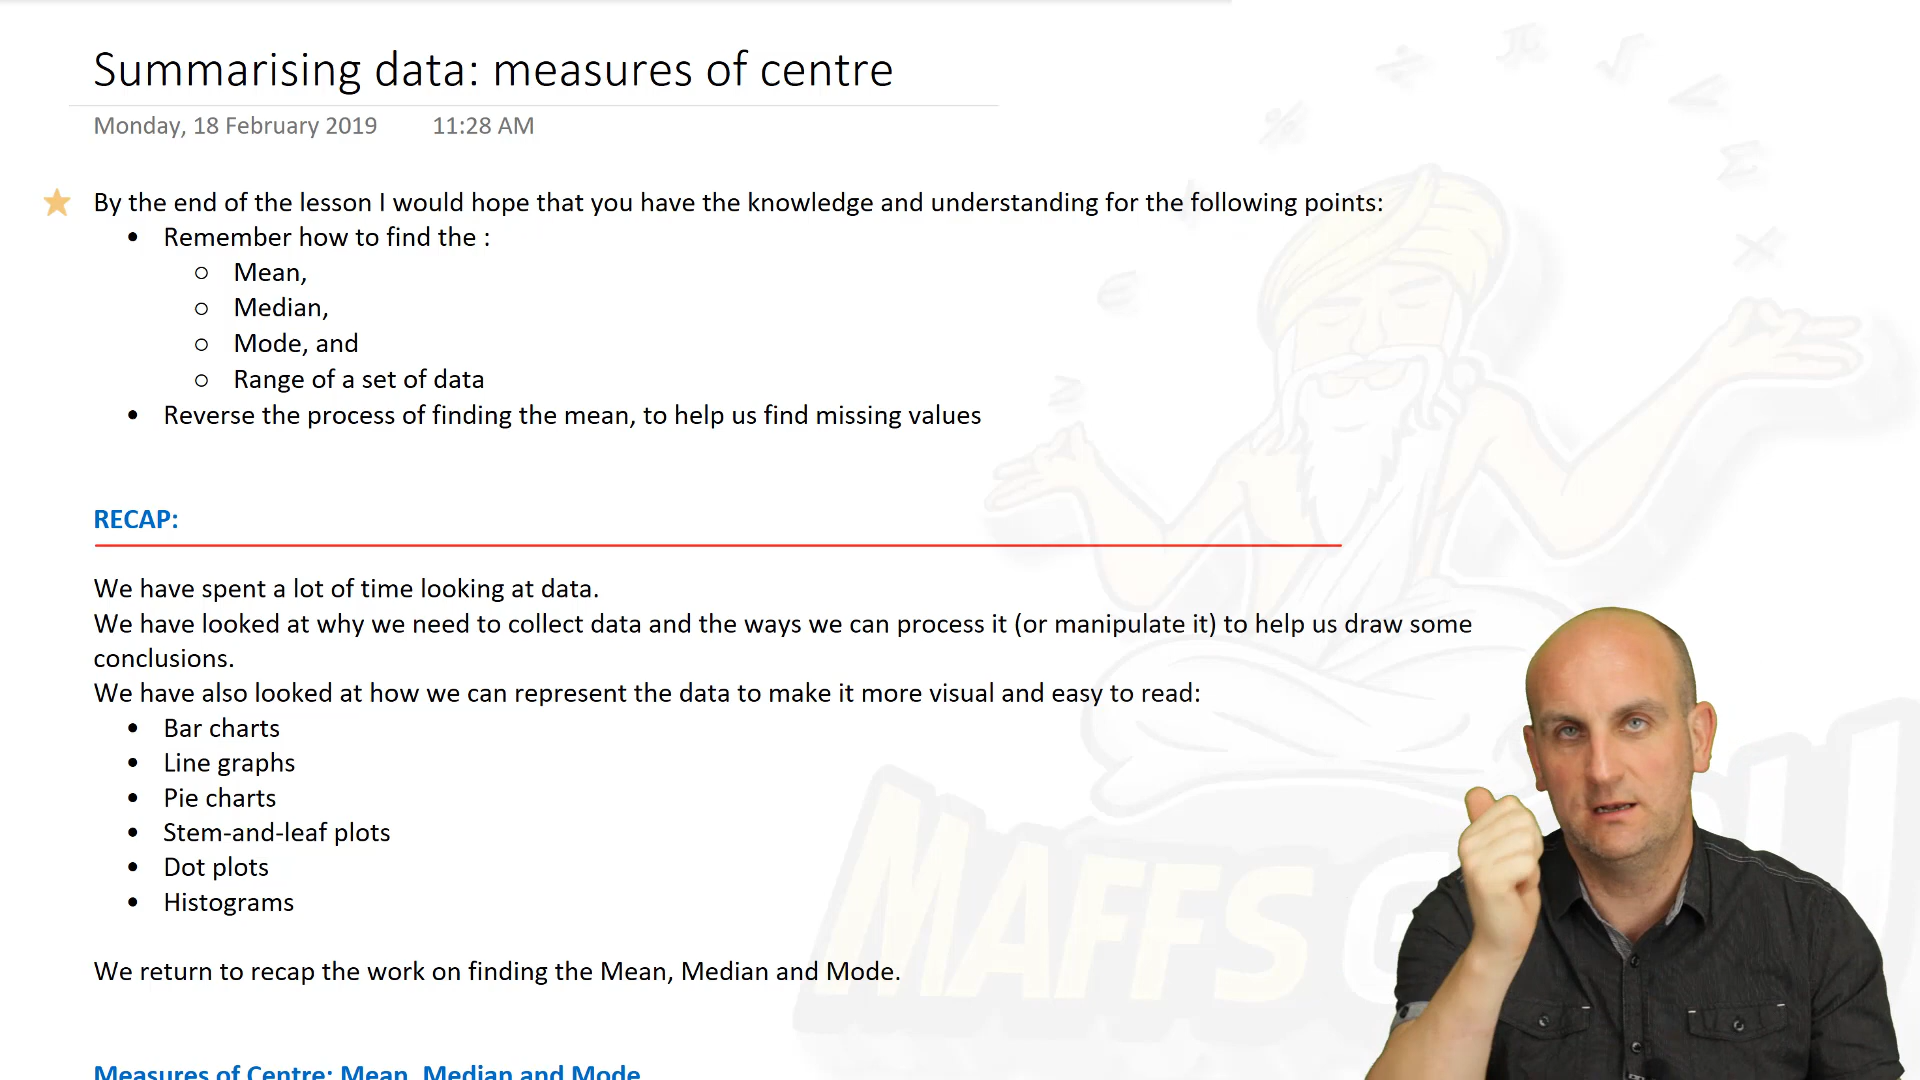 Summarising data: measures of centre
Monday, 18 February 2019 11:28 AM
By the end of the lesson I would hope that you have the knowledge and understanding for the following points:
• Remember how to find the :
○ Mean,
○ Median,
○ Mode, and
○ Range of a set of data
• Reverse the process of finding the mean, to help us find missing values
RECAP:
We have spent a lot of time looking at data.
We have looked at why we need to collect data and the ways we can process it (or manipulate it) to help us draw some
conclusions.
We have also looked at how we can represent the data to make it more visual and easy to read:
• Bar charts
• Line graphs
• Pie charts
• Stem-and-leaf plots
• Dot plots
• Histograms
We return to recap the work on finding the Mean, Median and Mode.
Measures of Centre: Mean, Median and Mode
MAFFS